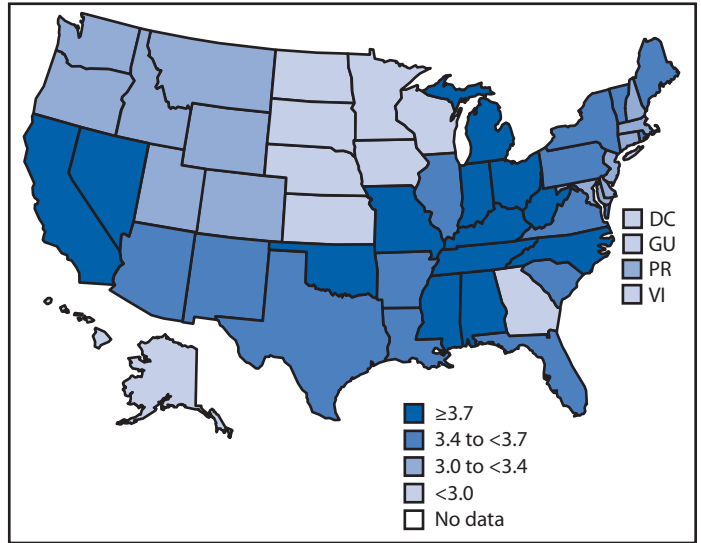 DC
GU
PR
VI
≥3.7
3.4 to <3.7
3.0 to <3.4
<3.0
No data